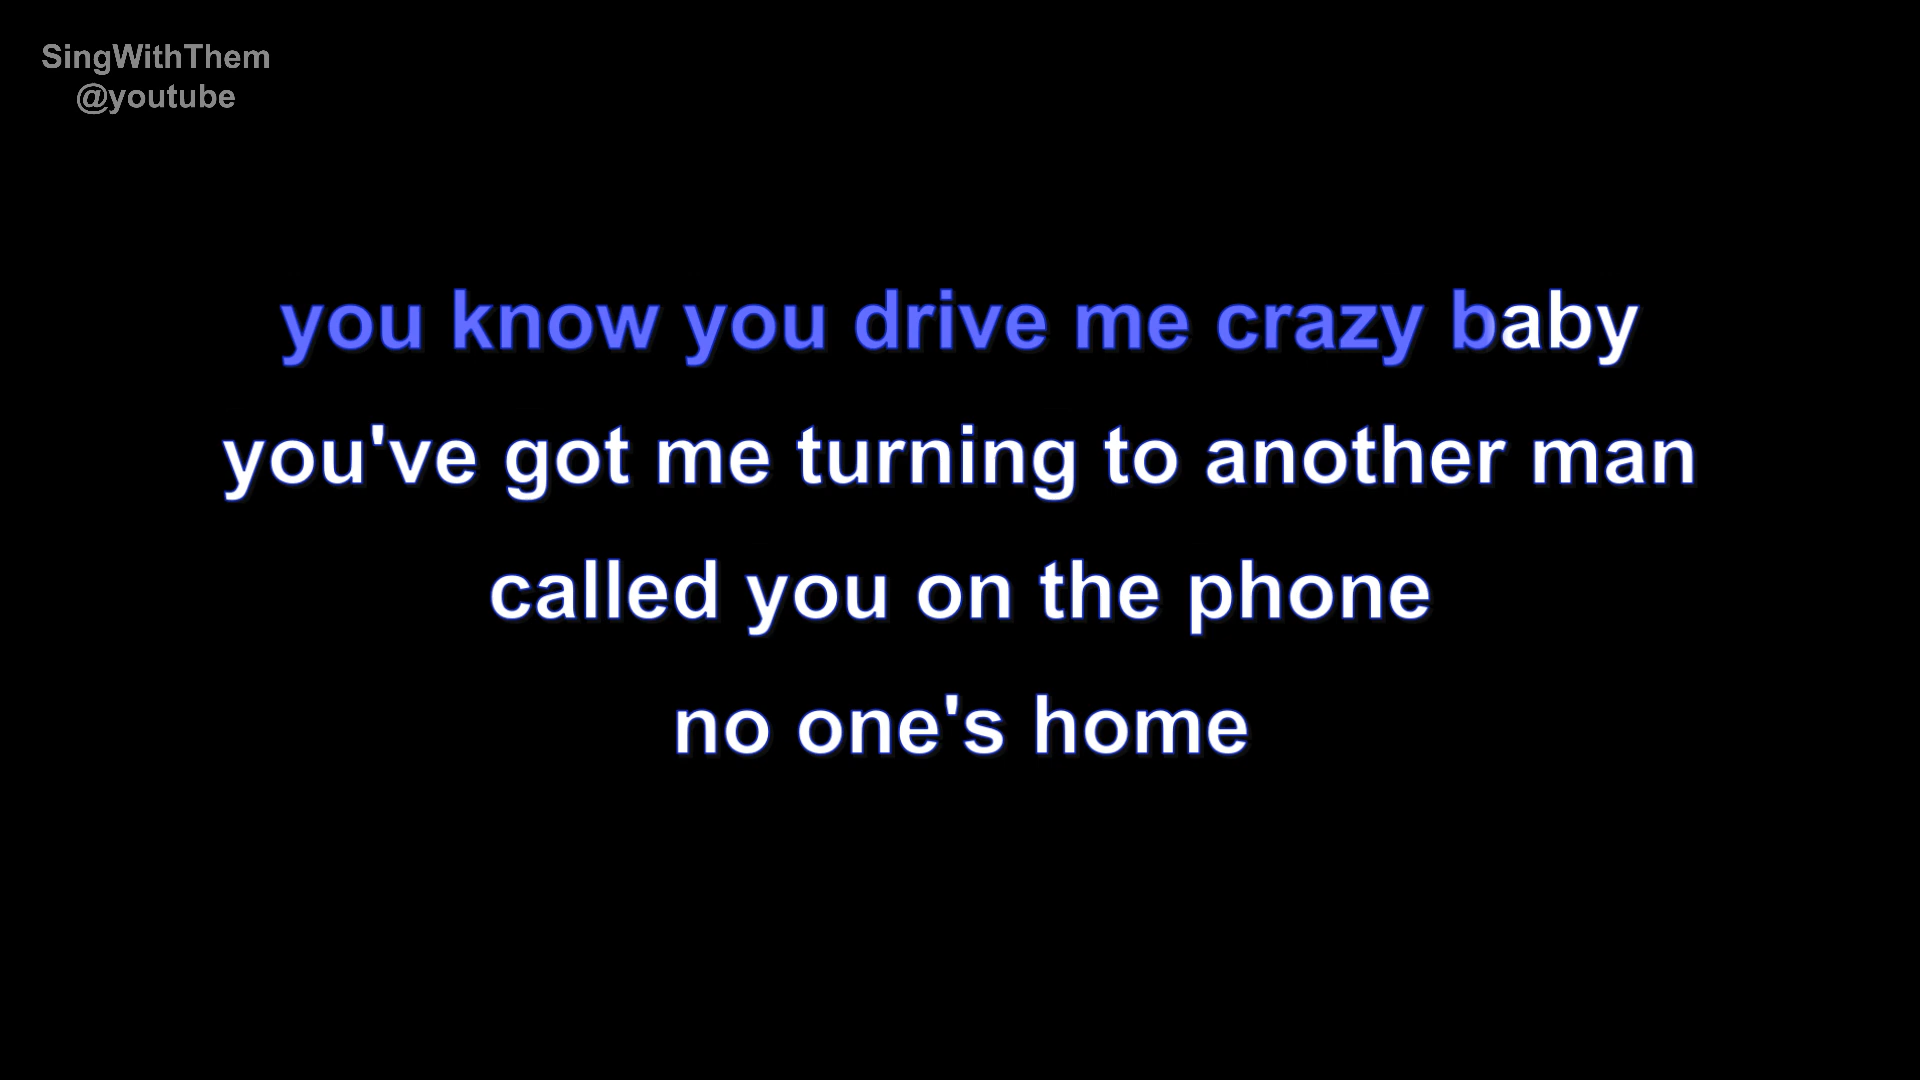 SingWithThem
@youtube
you know you drive me crazy baby
you've got me turning to another man
called you on the phone
no one's home